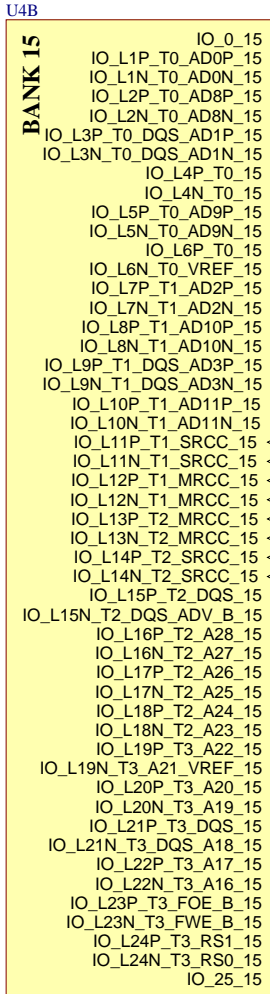 U4B
BANK 15
IO_0_15
IO_L1P_T0_AD0P_15
IO_L1N_T0_AD0N_15
IO_L2P_T0_AD8P_15
IO_L2N_T0_AD8N_15
IO_L3P_T0_DQS_AD1P_15
IO_L3N_T0_DQS_AD1N_15
IO_L4P_T0_15
IO_L4N_T0_15
IO_L5P_T0_AD9P_15
IO_L5N_T0_AD9N_15
IO_L6P_T0_15
IO_L6N_T0_VREF_15
IO_L7P_T1_AD2P_15
IO_L7N_T1_AD2N_15
IO_L8P_T1_AD10P_15
IO_L8N_T1_AD10N_15
IO_L9P_T1_DQS_AD3P_15
IO_L9N_T1_DQS_AD3N_15
IO_L10P_T1_AD11P_15
IO_L10N_T1_AD11N_15
IO_L11P_T1_SRCC_15
IO_L11N_T1_SRCC_15
IO_L12P_T1_MRCC_15
IO_L12N_T1_MRCC_15
IO_L13P_T2_MRCC_15
IO_L13N_T2_MRCC_15
IO_L14P_T2_SRCC_15
IO_L14N_T2_SRCC_15
IO_L15P_T2_DQS_15
IO_L15N_T2_DQS_ADV_B_15
IO_L16P_T2_A28_15
IO_L16N_T2_A27_15
IO_L17P_T2_A26_15
IO_L17N_T2_A25_15
IO_L18P_T2_A24_15
IO_L18N_T2_A23_15
IO_L19P_T3_A22_15
IO_L19N_T3_A21_VREF_15
IO_L20P_T3_A20_15
IO_L20N_T3_A19_15
IO_L21P_T3_DQS_15
IO_L21N_T3_DQS_A18_15
IO_L22P_T3_A17_15
IO_L22N_T3_A16_15
IO_L23P_T3_FOE_B_15
IO_L23N_T3_FWE_B_15
IO_L24P_T3_RS1_15
IO_L24N_T3_RS0_15
IO_25_15